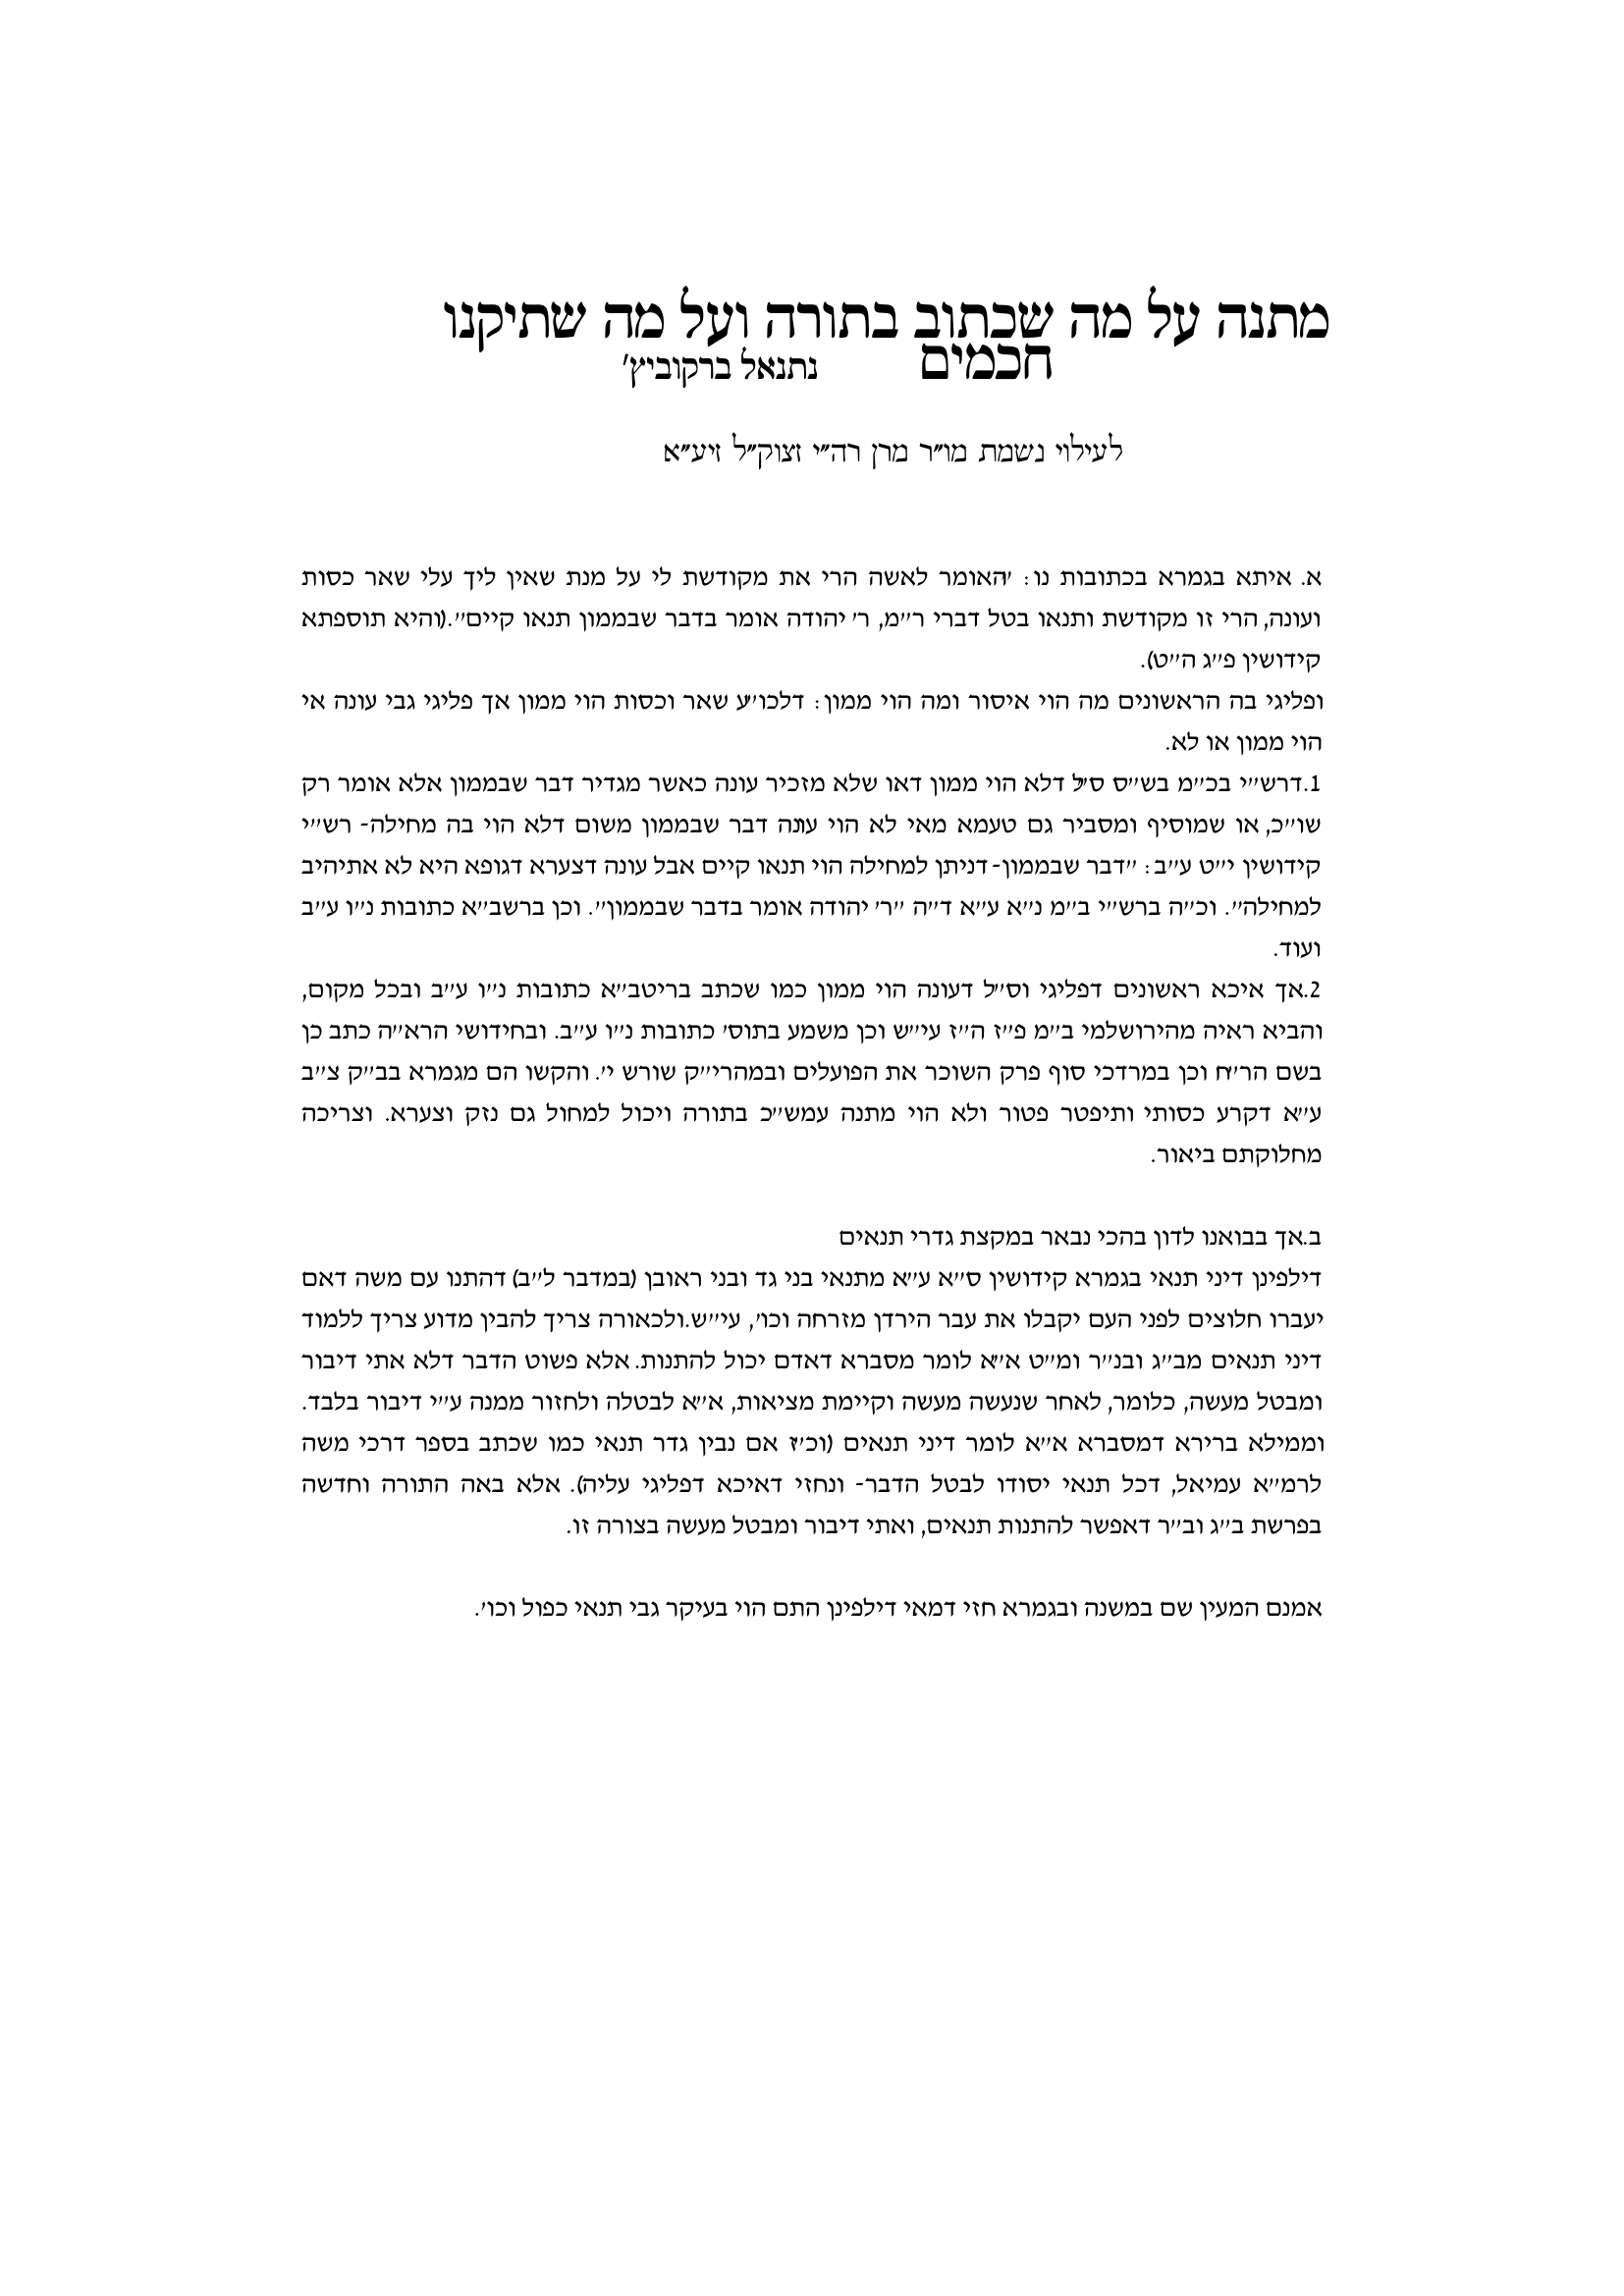 מתנה על מה שכתוב בתורה ועל מה שתיקנו
חכמים נתנאל ברקוביץ'
לעילוי נשמת מו"ר מרן רה"י זצוק"ל זיע"א
א. איתא בגמרא בכתובות נו: "האומר לאשה הרי את מקודשת לי על מנת שאין ליך עלי שאר כסות
ועונה, הרי זו מקודשת ותנאו בטל דברי ר"מ, ר' יהודה אומר בדבר שבממון תנאו קיים".(והיא תוספתא
קידושין פ"ג ה"ט).
ופליגי בה הראשונים מה הוי איסור ומה הוי ממון: דלכו"ע שאר וכסות הוי ממון אך פליגי גבי עונה אי
הוי ממון או לא.
1.דרש"י בכ"מ בש"ס ס"ל דלא הוי ממון דאו שלא מזכיר עונה כאשר מגדיר דבר שבממון אלא אומר רק
שו"כ, או שמוסיף ומסביר גם טעמא מאי לא הוי עונה דבר שבממון משום דלא הוי בה מחילה- רש"י
קידושין י"ט ע"ב: "דבר שבממון- דניתן למחילה הוי תנאו קיים אבל עונה דצערא דגופא היא לא אתיהיב
למחילה". וכ"ה ברש"י ב"מ נ"א ע"א ד"ה "ר' יהודה אומר בדבר שבממון". וכן ברשב"א כתובות נ"ו ע"ב
ועוד.
2.אך איכא ראשונים דפליגי וס"ל דעונה הוי ממון כמו שכתב בריטב"א כתובות נ"ו ע"ב ובכל מקום,
והביא ראיה מהירושלמי ב"מ פ"ז ה"ז עי"ש וכן משמע בתוס' כתובות נ"ו ע"ב. ובחידושי הרא"ה כתב כן
בשם הר"ח וכן במרדכי סוף פרק השוכר את הפועלים ובמהרי"ק שורש י'. והקשו הם מגמרא בב"ק צ"ב
ע"א דקרע כסותי ותיפטר פטור ולא הוי מתנה עמש"כ בתורה ויכול למחול גם נזק וצערא. וצריכה
מחלוקתם ביאור.
ב.אך בבואנו לדון בהכי נבאר במקצת גדרי תנאים
דילפינן דיני תנאי בגמרא קידושין ס"א ע"א מתנאי בני גד ובני ראובן (במדבר ל"ב) דהתנו עם משה דאם
יעברו חלוצים לפני העם יקבלו את עבר הירדן מזרחה וכו', עי"ש.ולכאורה צריך להבין מדוע צריך ללמוד
דיני תנאים מב"ג ובנ"ר ומ"ט א"א לומר מסברא דאדם יכול להתנות. אלא פשוט הדבר דלא אתי דיבור
ומבטל מעשה, כלומר, לאחר שנעשה מעשה וקיימת מציאות, א"א לבטלה ולחזור ממנה ע"י דיבור בלבד.
וממילא ברירא דמסברא א"א לומר דיני תנאים (וכ"ז אם נבין גדר תנאי כמו שכתב בספר דרכי משה
לרמ"א עמיאל, דכל תנאי יסודו לבטל הדבר- ונחזי דאיכא דפליגי עליה). אלא באה התורה וחדשה
בפרשת ב"ג וב"ר דאפשר להתנות תנאים, ואתי דיבור ומבטל מעשה בצורה זו.
אמנם המעין שם במשנה ובגמרא חזי דמאי דילפינן התם הוי בעיקר גבי תנאי כפול וכו'.